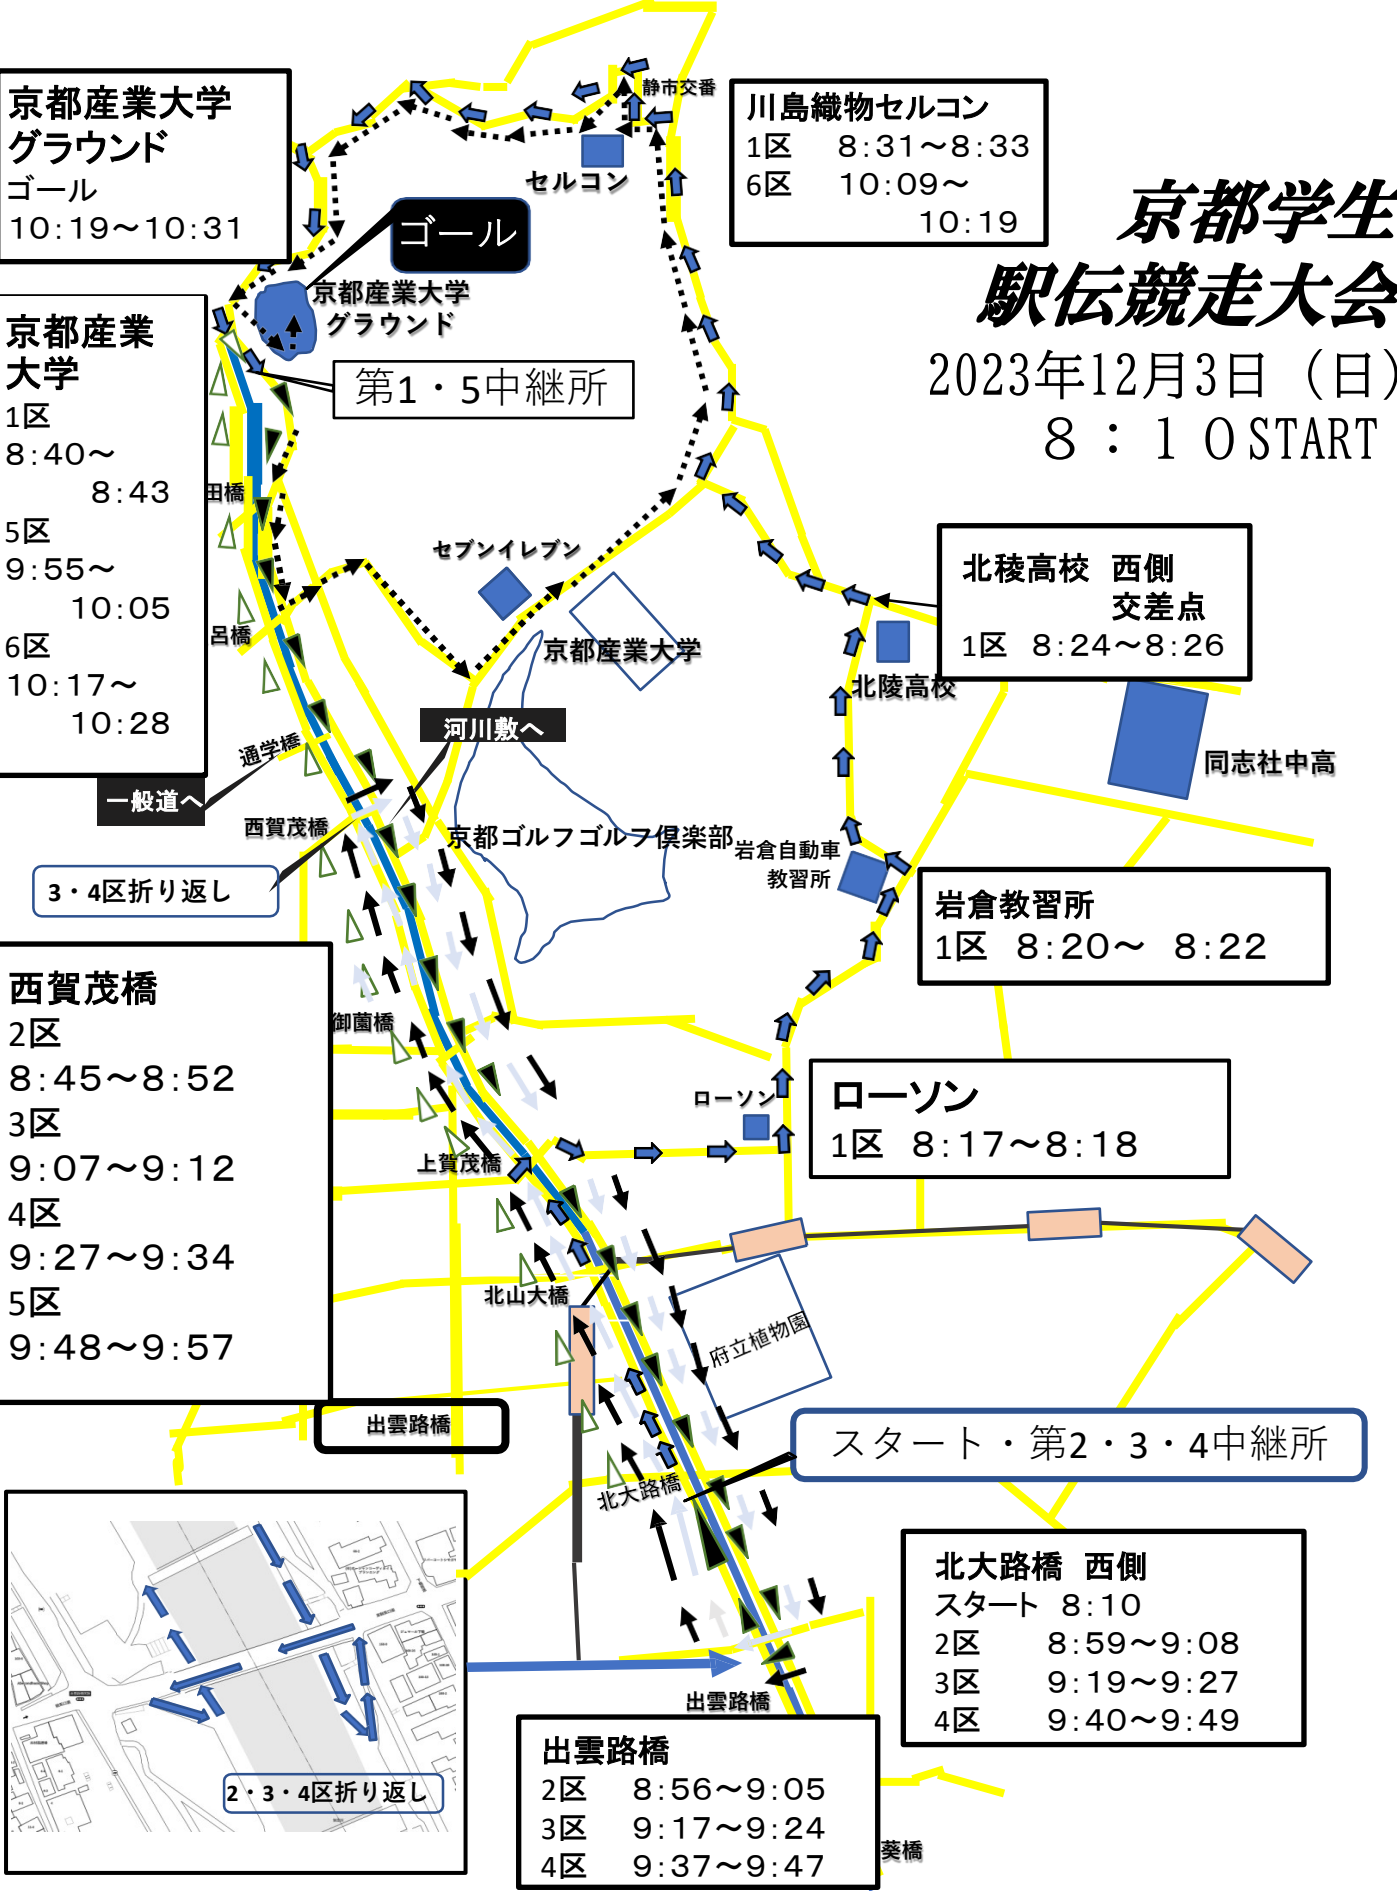 京都学生
駅伝競走大会
2023年12月3日（日）
８：１０START
京都産業大学
グラウンド
ゴール
10:19～10:31
川島織物セルコン
1区 8:31～8:33
6区 10:09～
10:19
静市交番
セルコン
ゴール
京都産業大学
グラウンド
第1・5中継所
京都産業
大学
1区
8:40～
8:43
5区
9:55～
10:05
6区
10:17～
10:28
田橋
セブンイレブン
北稜高校 西側
交差点
1区 8:24～8:26
呂橋
京都産業大学
北陵高校
河川敷へ
通学橋
同志社中高
一般道へ
西賀茂橋
京都ゴルフゴルフ倶楽部
岩倉自動車
教習所
3・4区折り返し
岩倉教習所
1区 8:20～ 8:22
西賀茂橋
2区
8:45～8:52
3区
9:07～9:12
4区
9:27～9:34
5区
9:48～9:57
御薗橋
ローソン
ローソン
1区 8:17～8:18
上賀茂橋
北山大橋
府立植物園
出雲路橋
スタート・第2・3・4中継所
北大路橋
北大路橋 西側
スタート 8:10
2区 8:59～9:08
3区 9:19～9:27
4区 9:40～9:49
出雲路橋
出雲路橋
2区 8:56～9:05
3区 9:17～9:24
4区 9:37～9:47
2・3・4区折り返し
葵橋